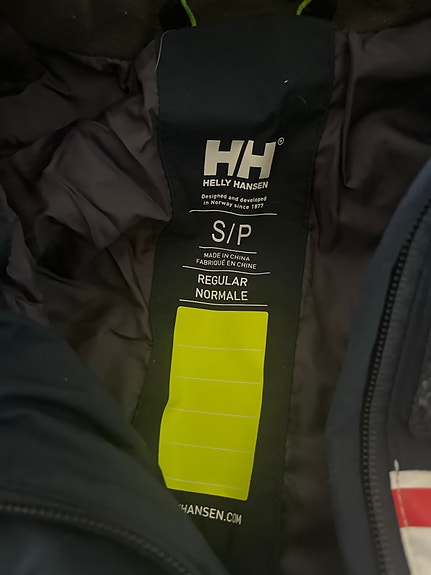 HH®
HELLY HANSEN
Designed and developed
in Norway since 1877
S/P
MADE IN CHINA
FABRIQUÉ EN CHINE
REGULAR
NORMALE
HANSEN.COM